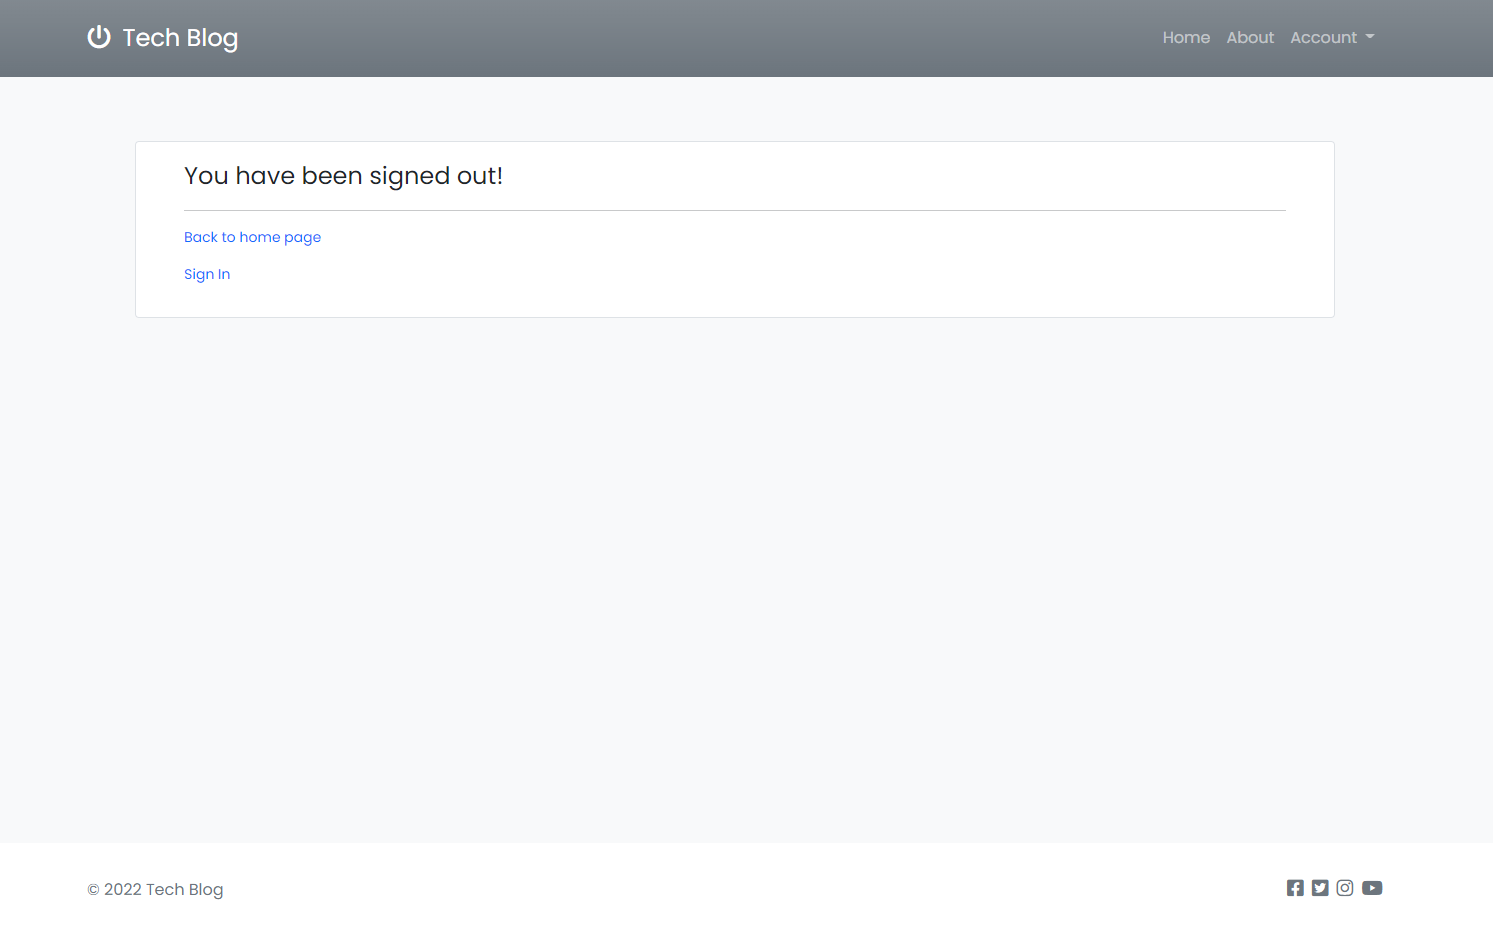 Tech Blog
Home About Account
You have been signed out!
Back to home page
Sign In
© 2022 Tech Blog